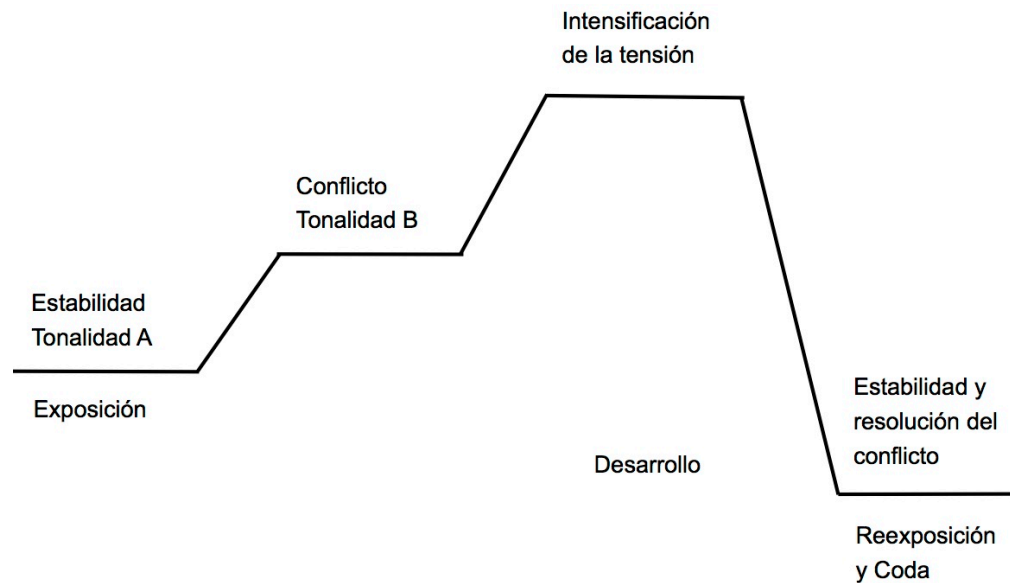 Intensificación
de la tensión
Conflicto
Tonalidad B
Estabilidad
Tonalidad A
Exposición
Desarrollo
Estabilidad y
resolución del
conflicto
Reexposición
y Coda